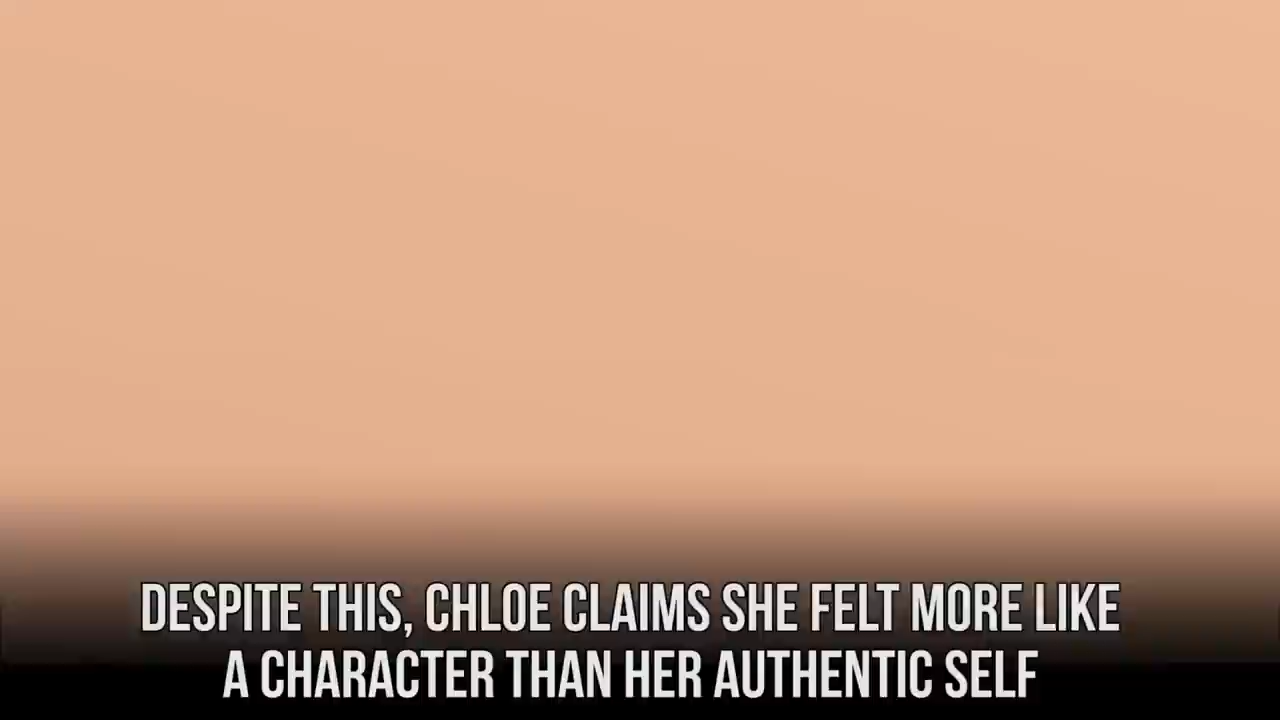 DESPITE THIS, CHLOE CLAIMS SHE FELT MORE LIKE
A CHARACTER THAN HER AUTHENTIC SELF